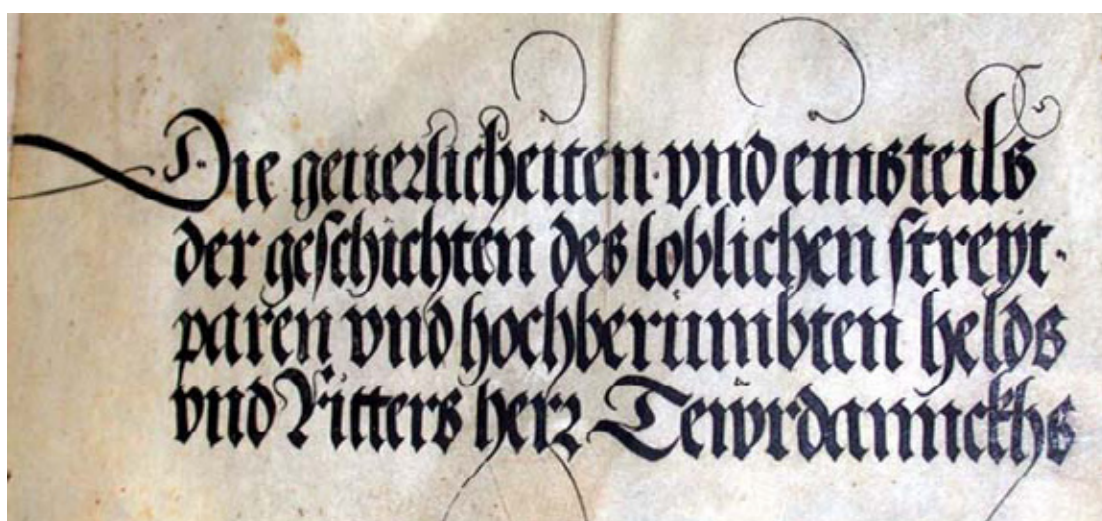 Die geuerlicheiten vnd einsteils
der geschichten des loblichen streyt-
paren vnd hochberümbten helds
vnd Ritters herr Tewrdannckhs